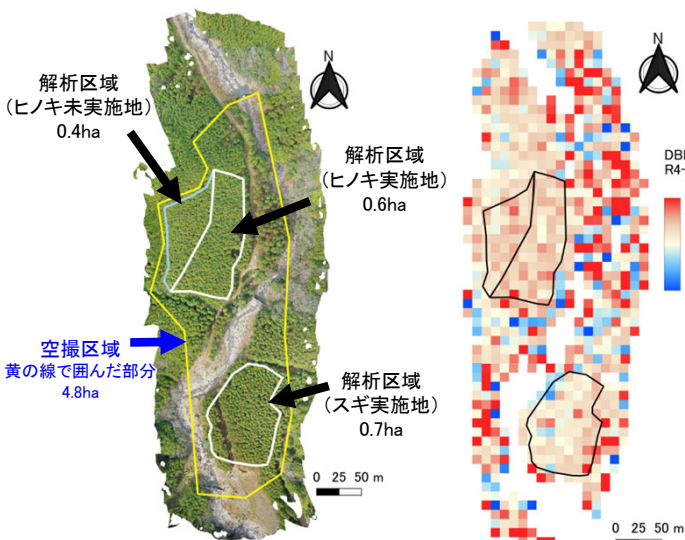 N
解析区域
(ヒノキ未実施地)
0.4ha
解析区域
(ヒノキ実施地)
0.6ha
空撮区域
黄の線で囲んだ部分
4.8ha
解析区域
(スギ実施地)
0.7ha
0 25 50 m
N
DB
R4-
0 25 50 m